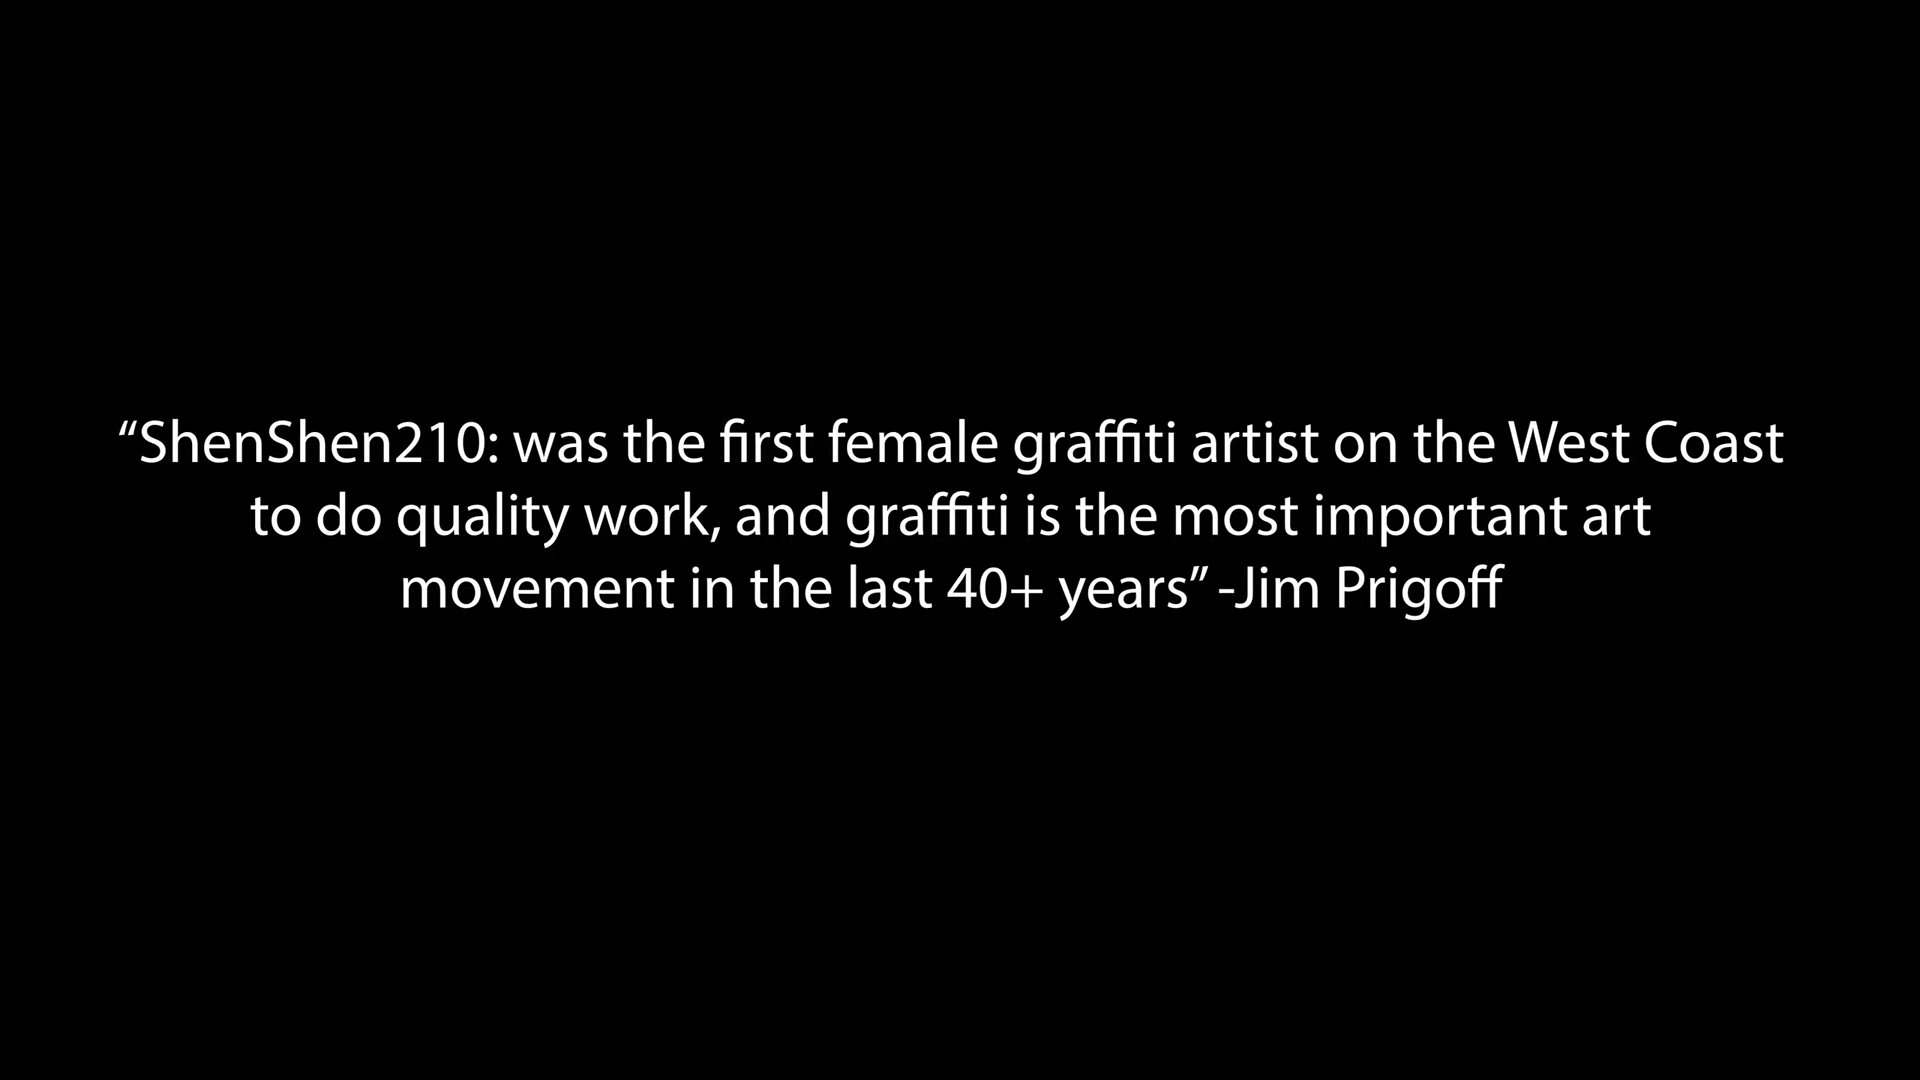 “ShenShen210: was the first female graffiti artist on the West Coast
to do quality work, and graffiti is the most important art
movement in the last 40+ years” -Jim Prigoff